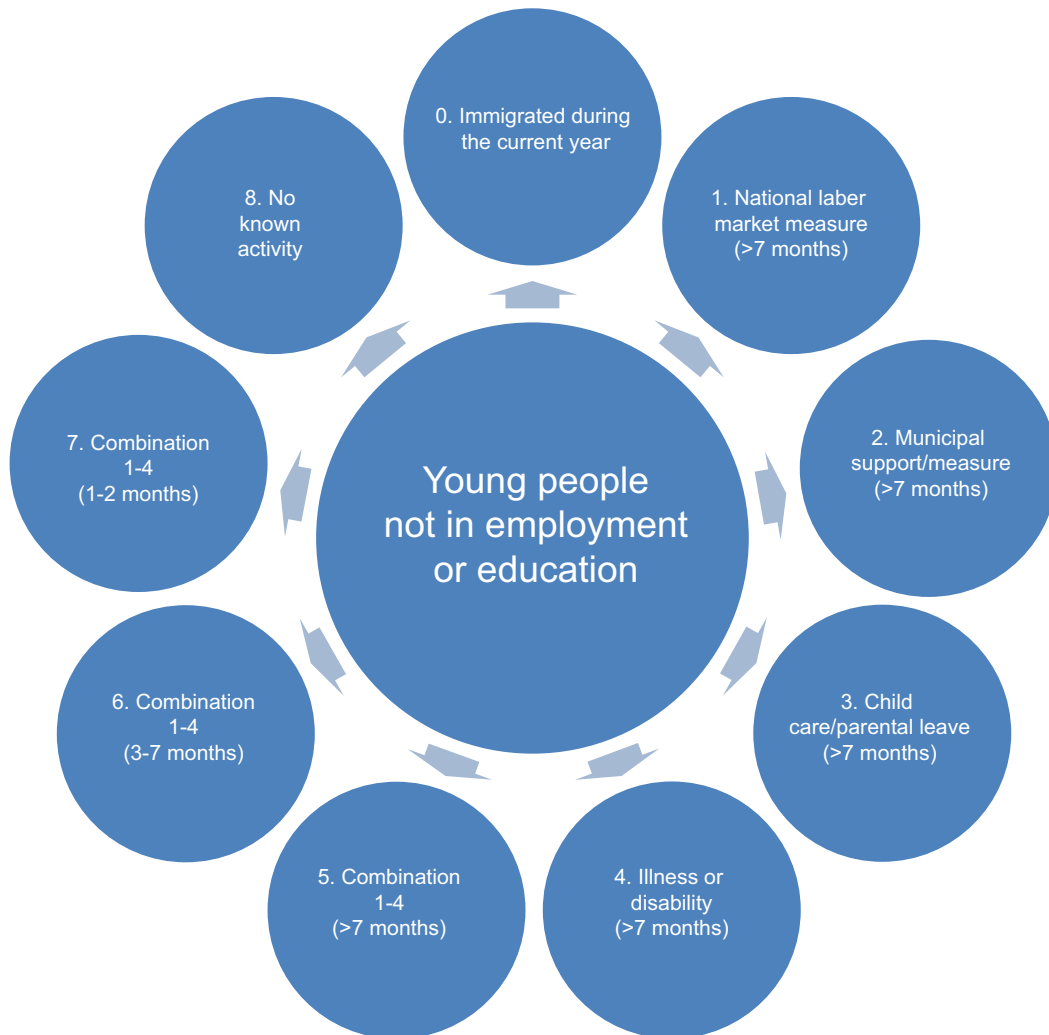 0. Immigrated during
the current year
1. National laber
market measure
(>7 months)
2. Municipal
support/measure
(>7 months)
3. Child
care/parental leave
(>7 months)
4. Illness or
disability
(>7 months)
5. Combination
1-4
(>7 months)
6. Combination
1-4
(3-7 months)
7. Combination
1-4
(1-2 months)
8. No
known
activity
Young people
not in employment
or education